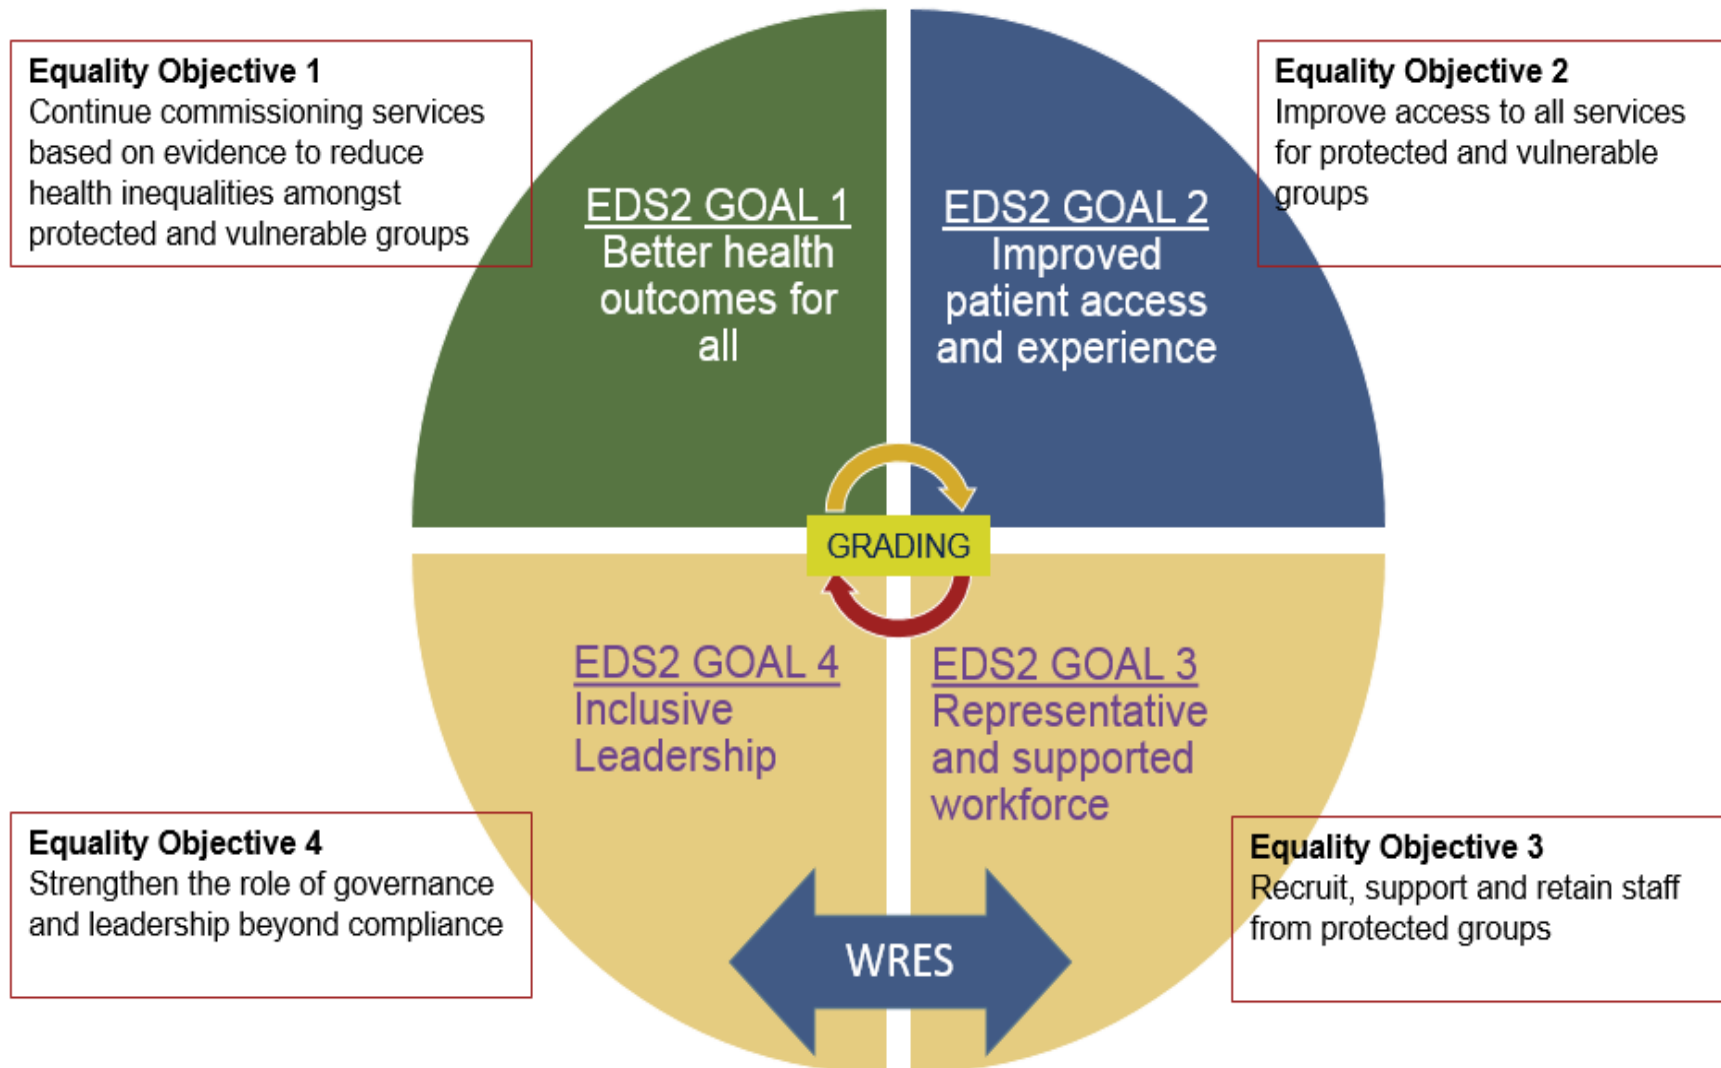 Equality Objective 1
Continue commissioning services
based on evidence to reduce
health inequalities amongst
protected and vulnerable groups
Equality Objective 2
Improve access to all services
for protected and vulnerable
groups
EDS2 GOAL 1
Better health
outcomes for
all
EDS2 GOAL 2
Improved
patient access
and experience
GRADING
EDS2 GOAL 4
Inclusive
Leadership
EDS2 GOAL 3
Representative
and supported
workforce
Equality Objective 4
Strengthen the role of governance
and leadership beyond compliance
Equality Objective 3
Recruit, support and retain staff
from protected groups
WRES